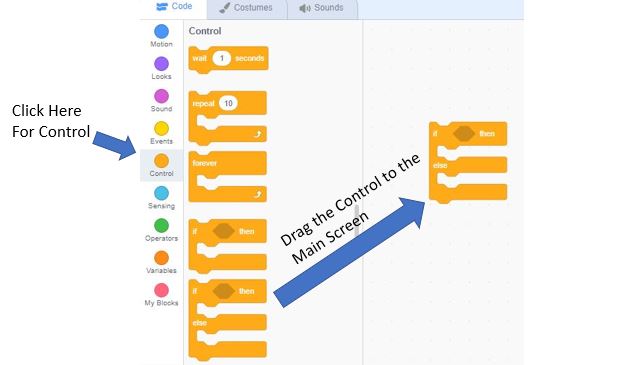 Code Costumes Sounds
Control
Motion
Looks
Sound
Events
Control
Sensing
Operators
Variables
My Blocks
wait 1 seconds
repeat 10
forever
if then
if then
else
Click Here
For Control
Drag the Control to the
Main Screen
if then
else